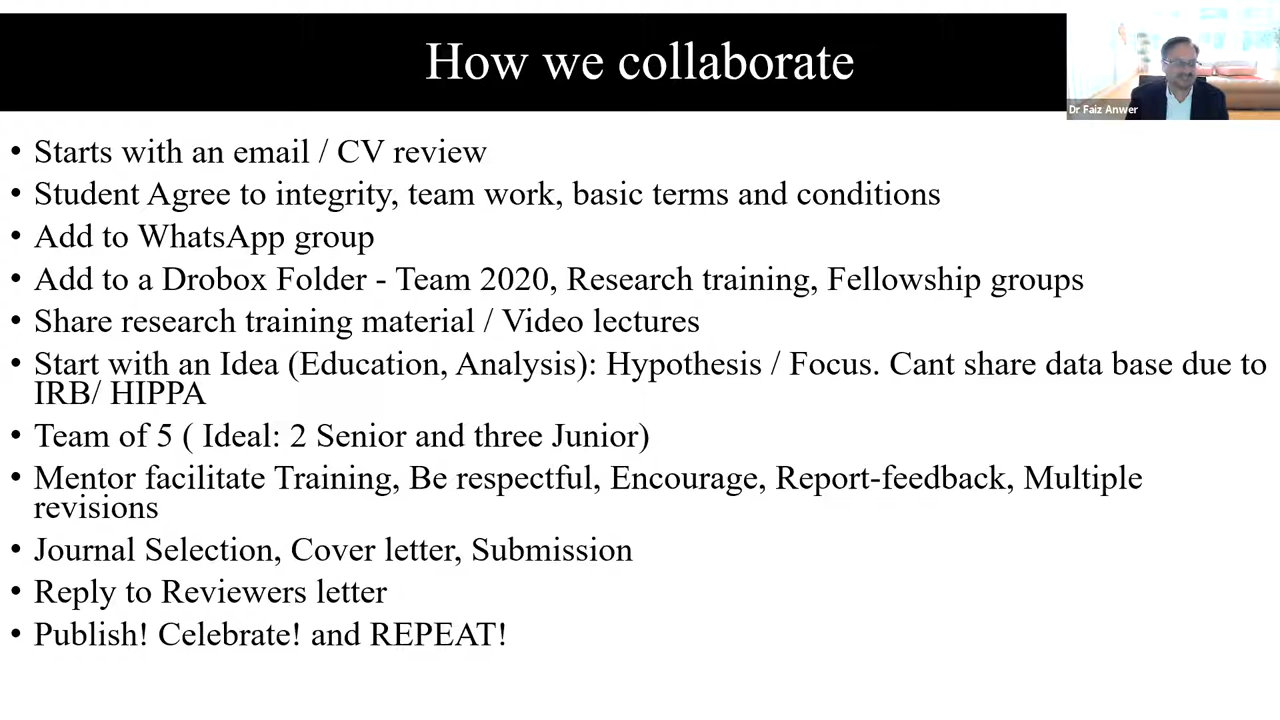 How we collaborate
Dr Faiz Anwer
• Starts with an email / CV review
• Student Agree to integrity, team work, basic terms and conditions
• Add to WhatsApp group
• Add to a Drobox Folder - Team 2020, Research training, Fellowship groups
• Share research training material / Video lectures
• Start with an Idea (Education, Analysis): Hypothesis / Focus. Cant share data base due to
IRB/ HIPPA
• Team of 5 ( Ideal: 2 Senior and three Junior)
• Mentor facilitate Training, Be respectful, Encourage, Report-feedback, Multiple
revisions
• Journal Selection, Cover letter, Submission
• Reply to Reviewers letter
• Publish! Celebrate! and REPEAT!